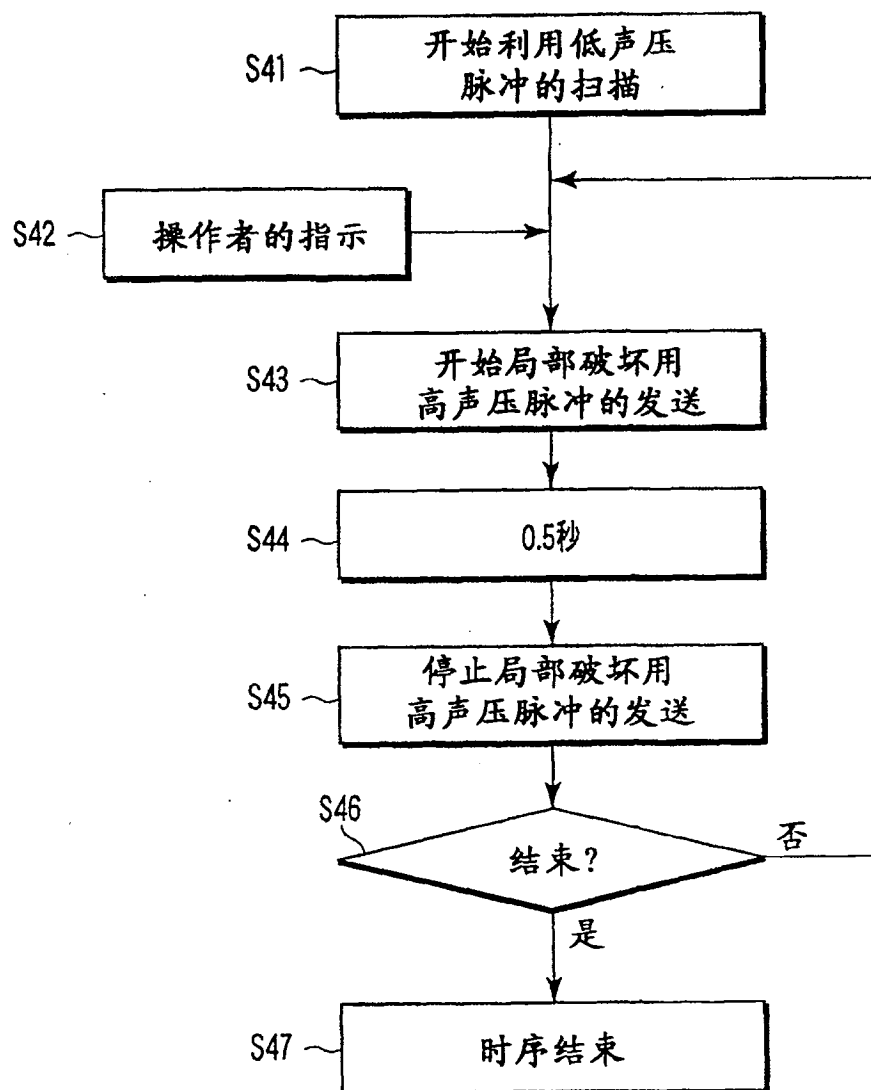 S41
开始利用低声压
脉冲的扫描
S42
操作者的指示
S43
开始局部破坏用
高声压脉冲的发送
S44
0.5秒
S45
停止局部破坏用
高声压脉冲的发送
S46
结束?
否
是
S47
时序结束